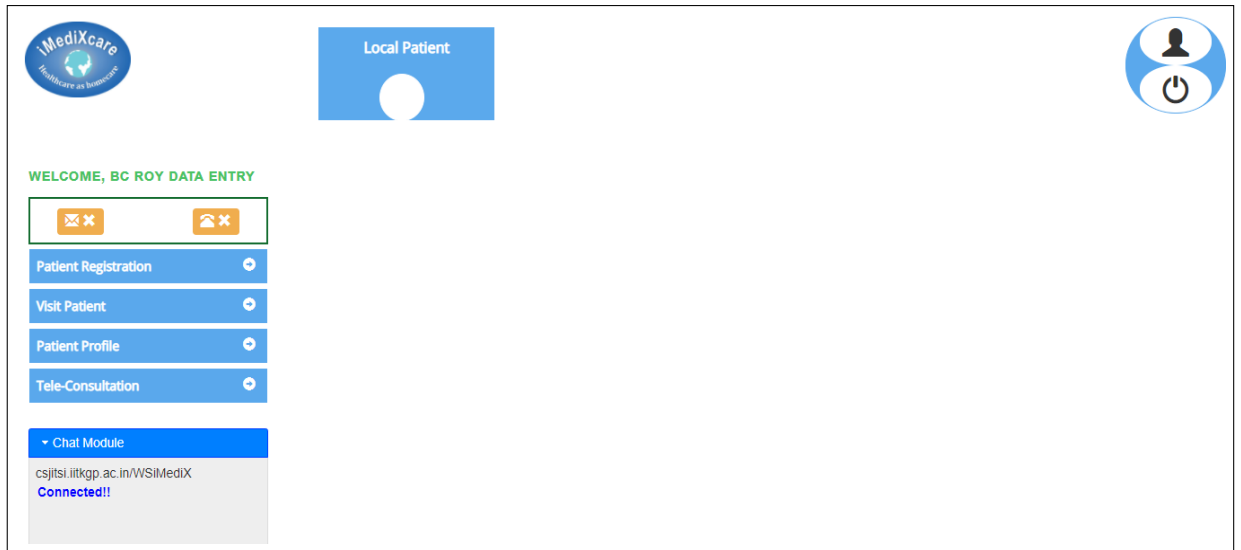 iMediXcare
Healthcare as homecare
Local Patient
WELCOME, BC ROY DATA ENTRY
Patient Registration
Visit Patient
Patient Profile
Tele-Consultation
Chat Module
csjitsi.iitkgp.ac.in/WSiMediX
Connected!!